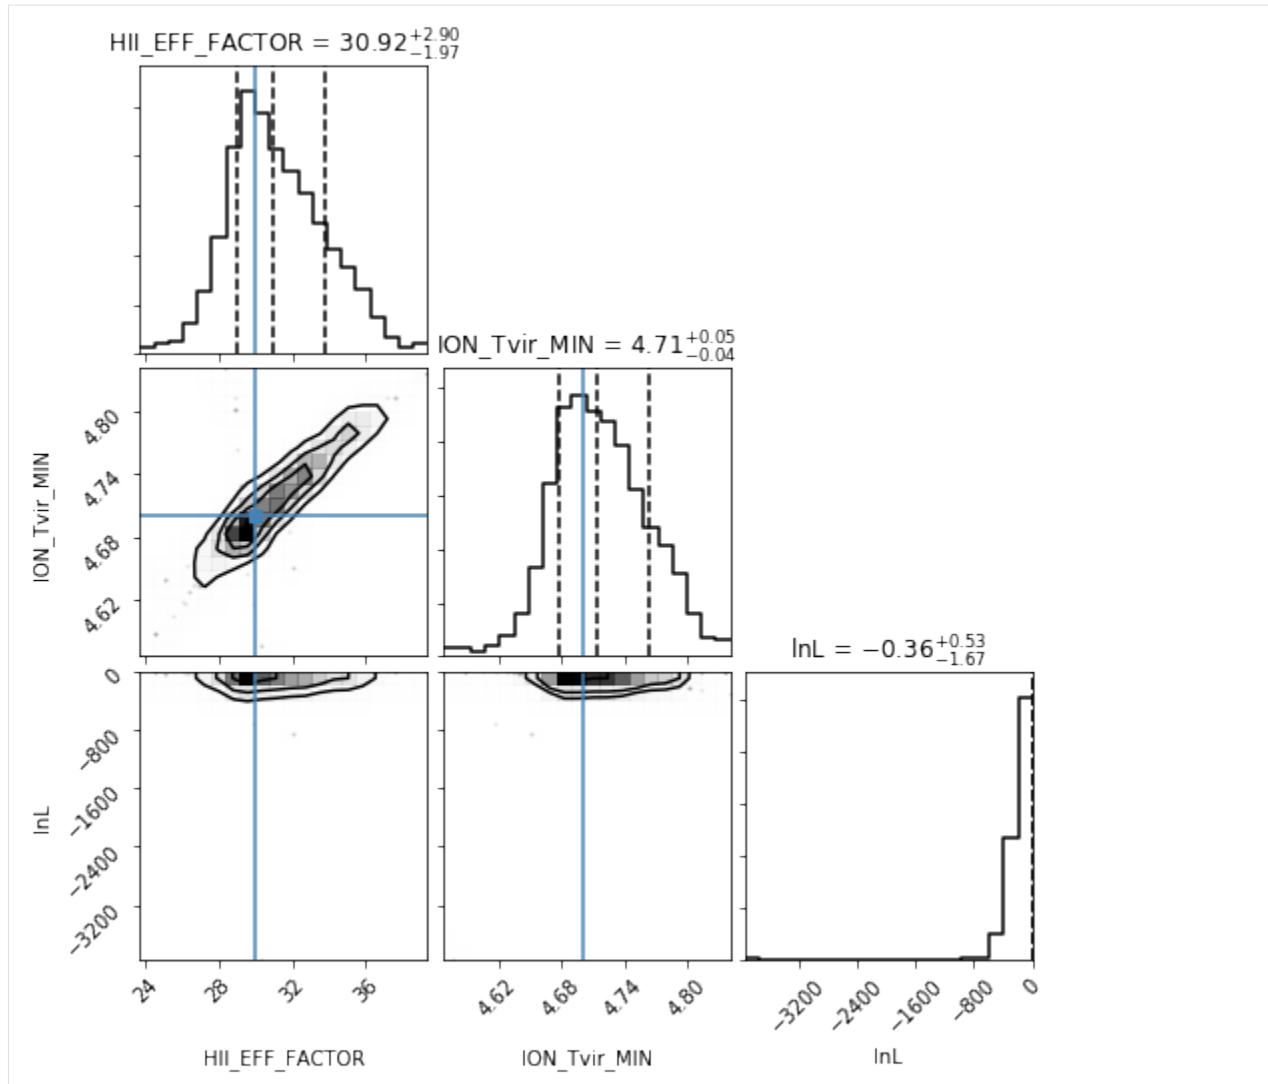 HII_EFF_FACTOR = 30.92+2.90−1.97
ION_Tvir_MIN = 4.71+0.05−0.04
ION_Tvir_MIN
4.80
4.74
4.68
4.62
lnL = −0.36+0.53−1.67
lnL
0
−800
−1600
−2400
−3200
24 28 32 36
4.62 4.68 4.74 4.80
−3200 −2400 −1600 −800 0
HII_EFF_FACTOR
ION_Tvir_MIN
lnL